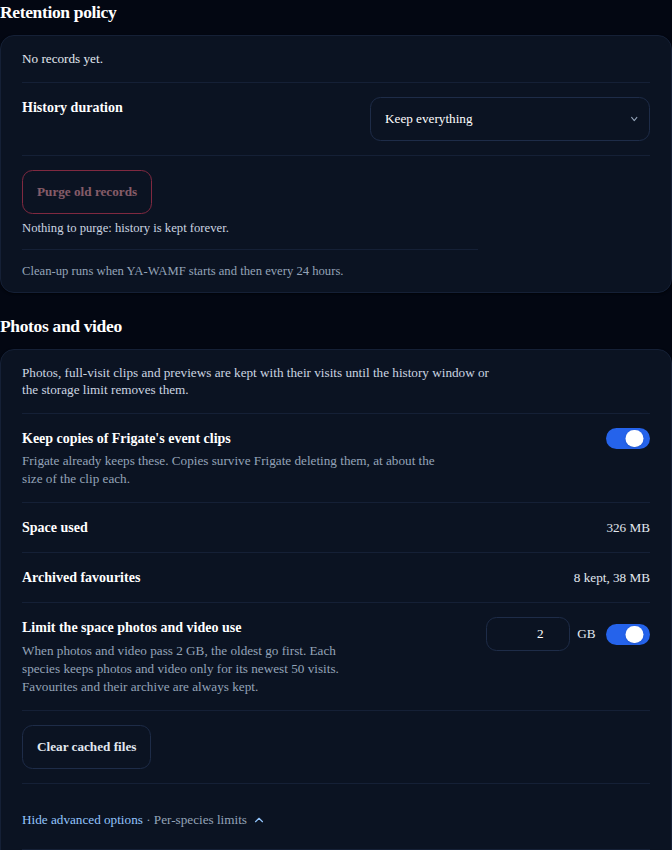 Retention policy
No records yet.
History duration
Keep everything
Purge old records
Nothing to purge: history is kept forever.
Clean-up runs when YA-WAMF starts and then every 24 hours.
Photos and video
Photos, full-visit clips and previews are kept with their visits until the history window or
the storage limit removes them.
Keep copies of Frigate's event clips
Frigate already keeps these. Copies survive Frigate deleting them, at about the
size of the clip each.
Space used
326 MB
Archived favourites
8 kept, 38 MB
Limit the space photos and video use
2 GB
When photos and video pass 2 GB, the oldest go first. Each
species keeps photos and video only for its newest 50 visits.
Favourites and their archive are always kept.
Clear cached files
Hide advanced options · Per-species limits